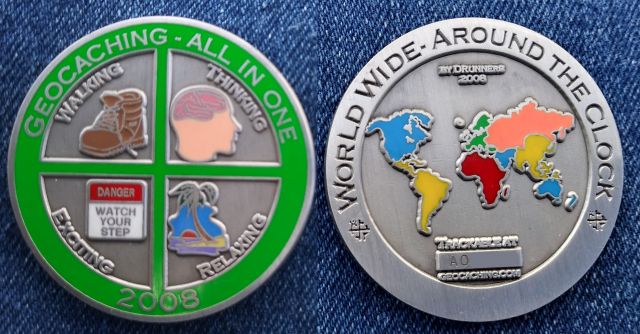 GEOCACHING - ALL IN ONE
WALKING
THINKING
DANGER
WATCH
YOUR
STEP
EXCITING
RELAXING
2008
WORLD WIDE - AROUND THE CLOCK
BY DRUNNERS
2008
TRACKABLE AT
AO
GEOCACHING.COM